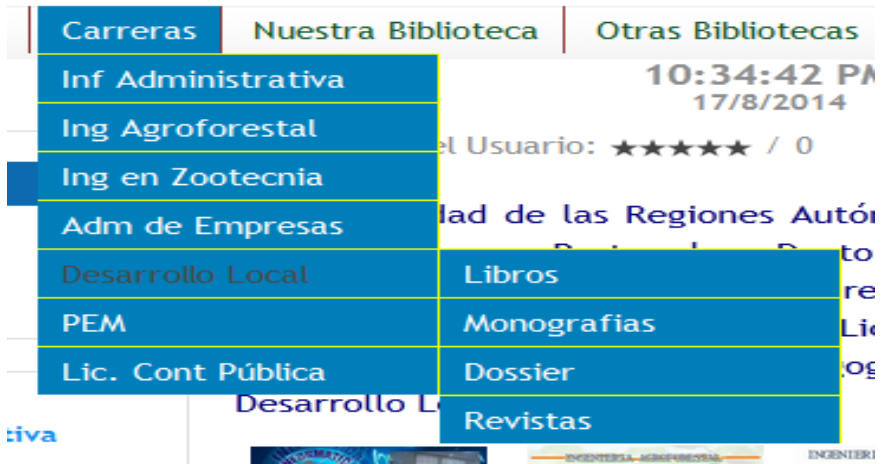 Carreras Nuestra Biblioteca Otras Bibliotecas
Inf Administrativa
10:34:42 PM
17/8/2014
Ing Agroforestal
el Usuario: ★★★★★ / 0
Ing en Zootecnia
dad de las Regiones Autó
Adm de Empresas
Desarrollo Local
Libros
PEM
Monografias
Lic. Cont Pública
Dossier
Desarrollo L
Revistas
tiva